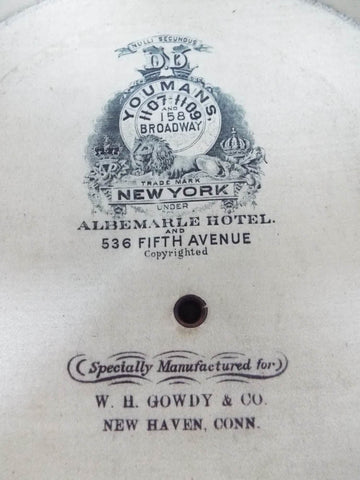 NULLI SECUNDUS
YOUMANS,
1107-1109
AND
158
BROADWAY
TRADE MARK
NEW YORK
UNDER
ALBEMARLE HOTEL.
AND
536 FIFTH AVENUE
Copyrighted
Specially Manufactured for
W. H. GOWDY & CO.
NEW HAVEN, CONN.